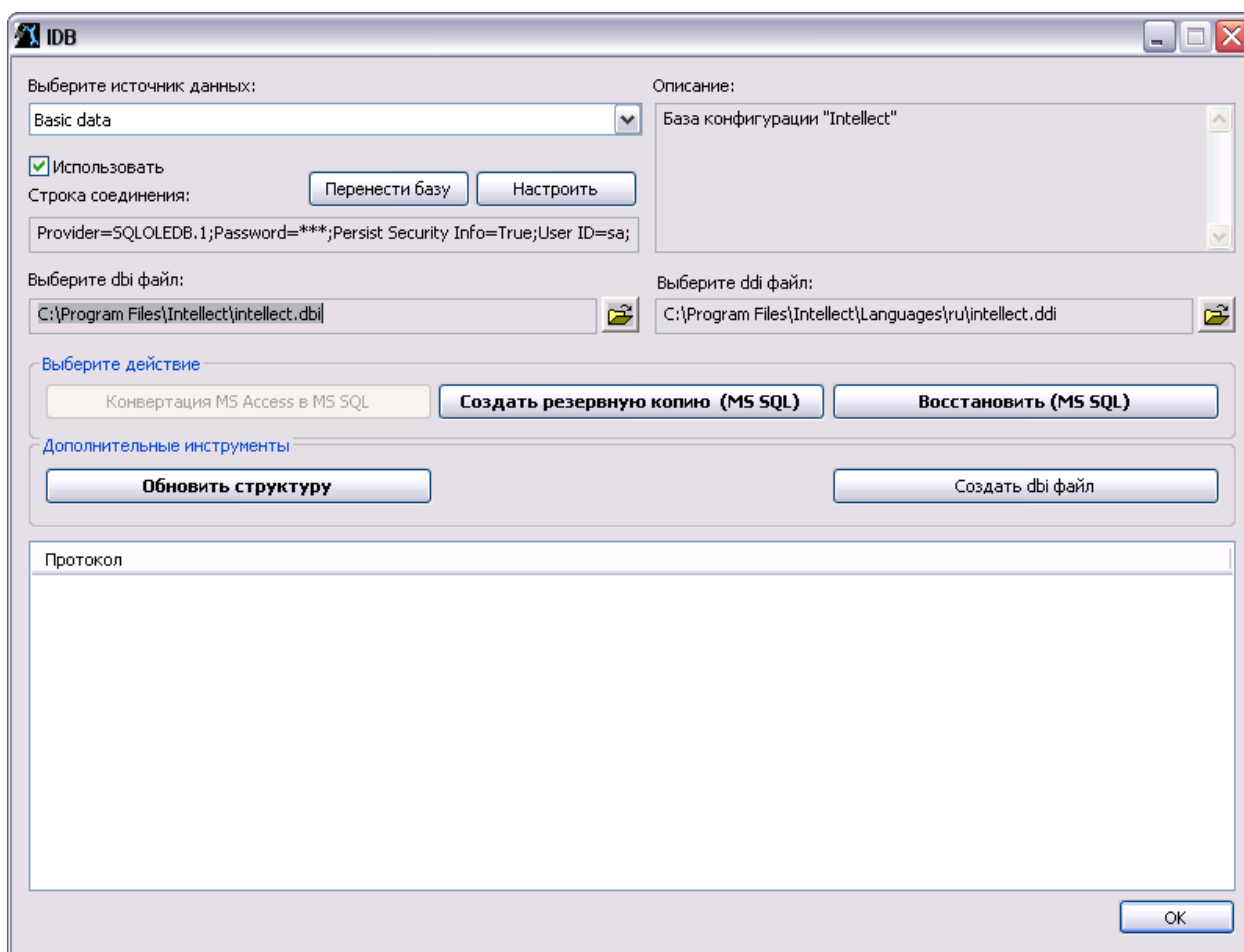 IDB
Выберите источник данных:
Описание:
Basic data
База конфигурации "Intellect"
Использовать
Строка соединения:
Перенести базу
Настроить
Provider=SQLOLEDB.1;Password=***;Persist Security Info=True;User ID=sa;
Выберите dbi файл:
Выберите ddi файл:
C:\Program Files\Intellect\intellect.dbi
C:\Program Files\Intellect\Languages\ru\intellect.ddi
Выберите действие
Конвертация MS Access в MS SQL
Создать резервную копию (MS SQL)
Восстановить (MS SQL)
Дополнительные инструменты
Обновить структуру
Создать dbi файл
Протокол
OK